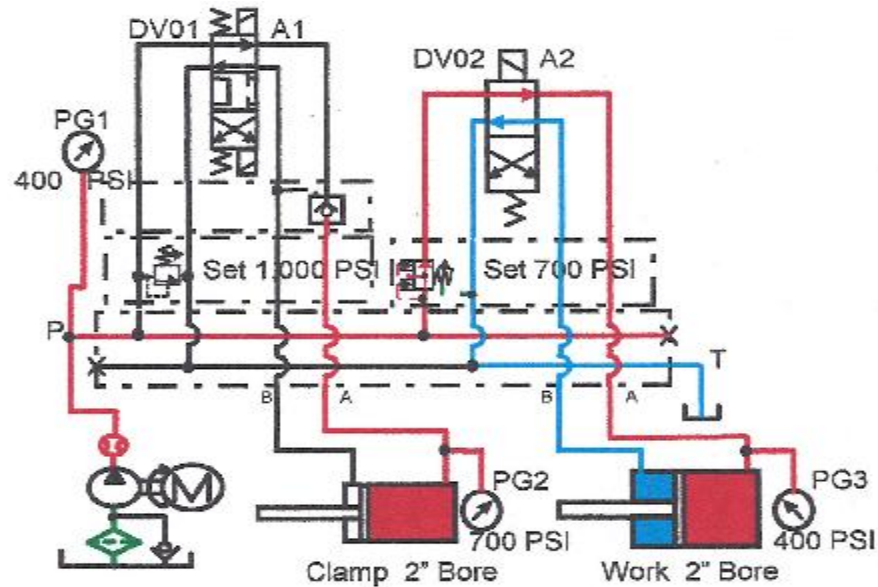 DV01 A1
DV02 A2
PG1
400 PSI
Set 1,000 PSI
Set 700 PSI
P
T
B A
B A
M
PG2
700 PSI
PG3
400 PSI
Clamp 2" Bore
Work 2" Bore